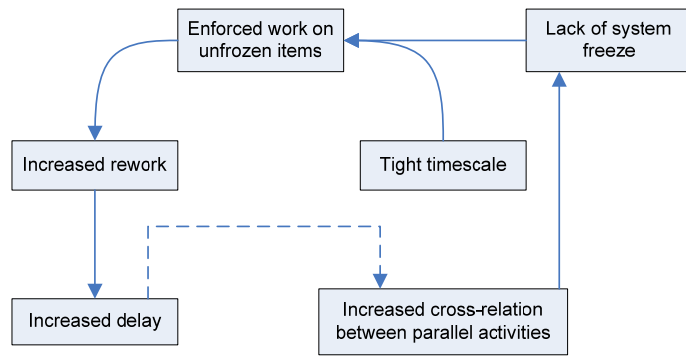 Enforced work on
unfrozen items
Lack of system
freeze
Increased rework
Tight timescale
Increased delay
Increased cross-relation
between parallel activities